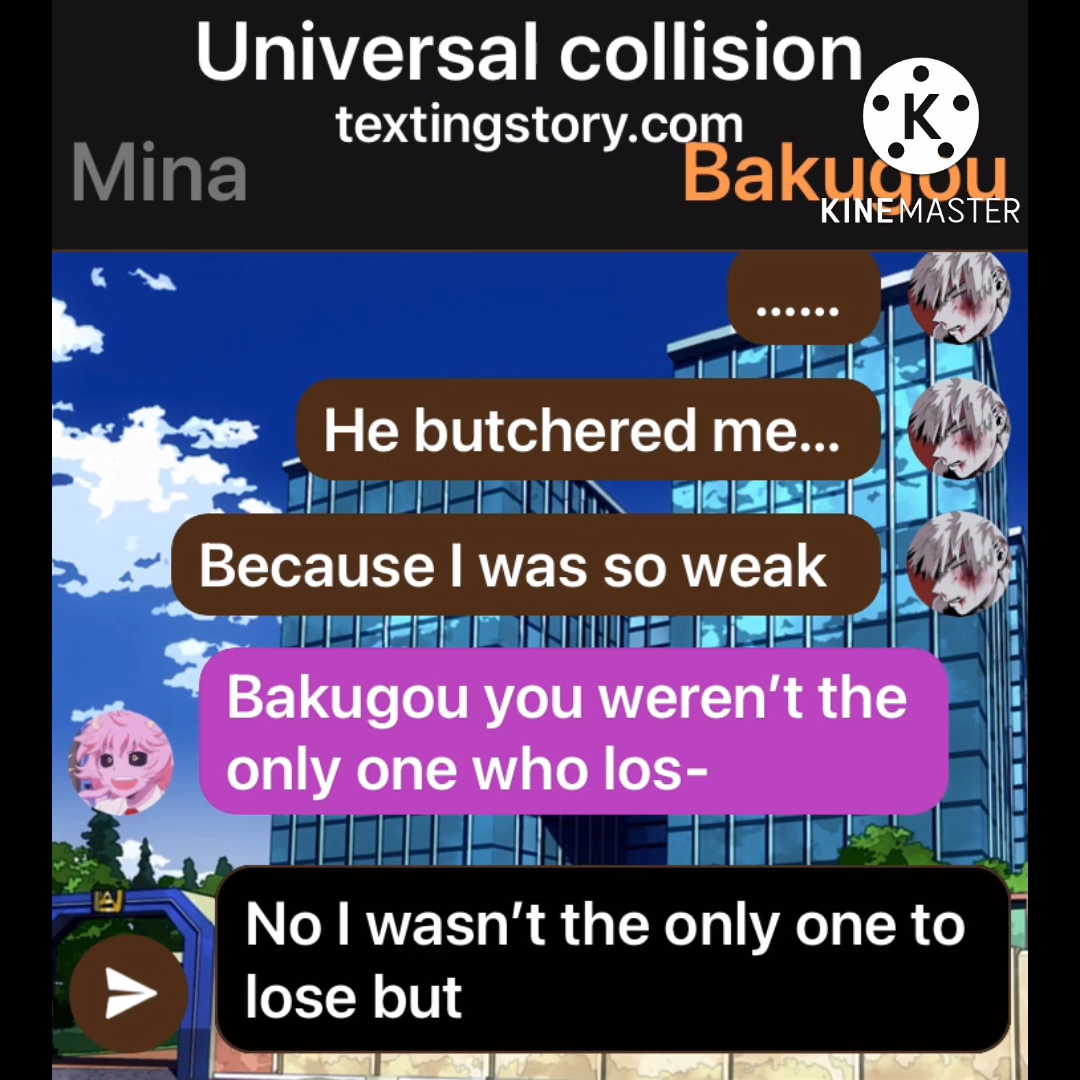 Universal collision
textingstory.com
Mina
Bakugou
K
KINEMASTER
......
He butchered me...
Because I was so weak
Bakugou you weren’t the
only one who los-
No I wasn’t the only one to
lose but